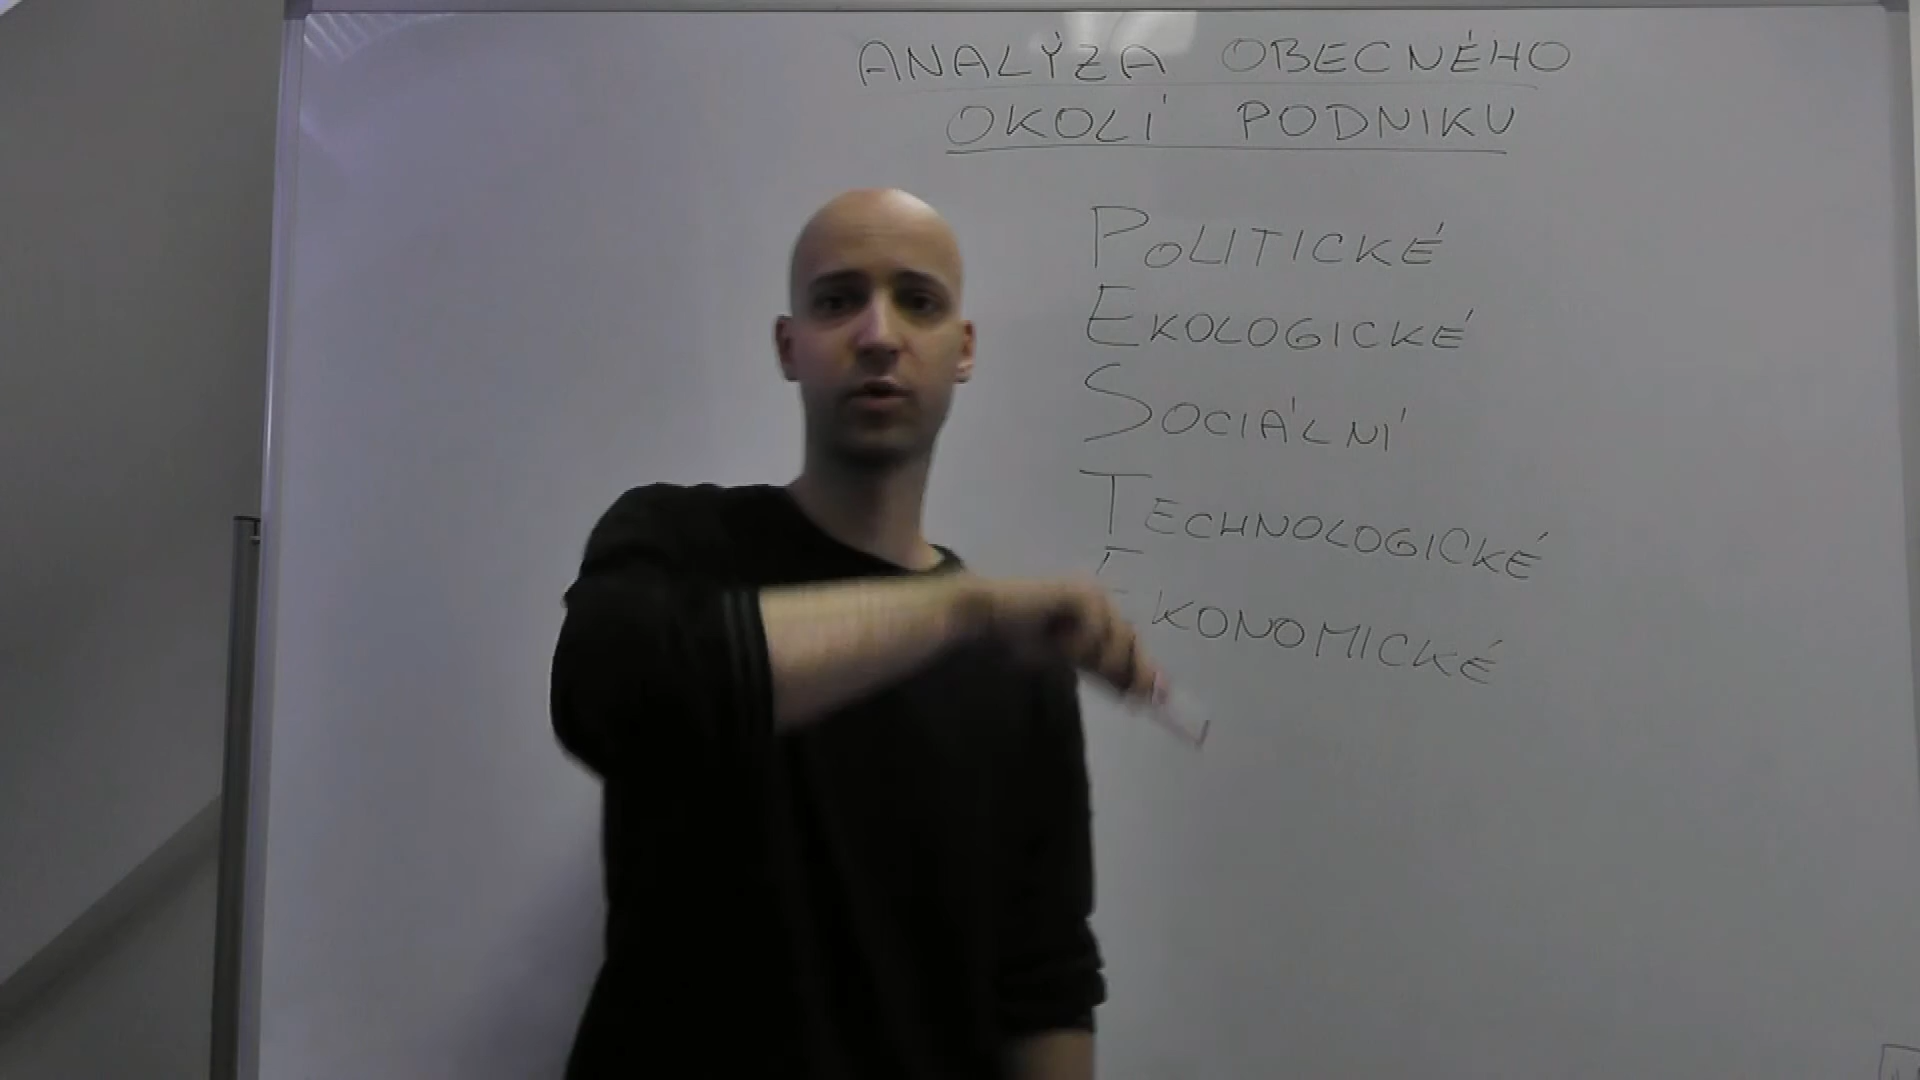 ANALÝZA OBECNÉHO
OKOLÍ PODNIKU
POLITICKÉ
EKOLOGICKÉ
SOCIÁLNÍ
TECHNOLOGICKÉ
EKONOMICKÉ